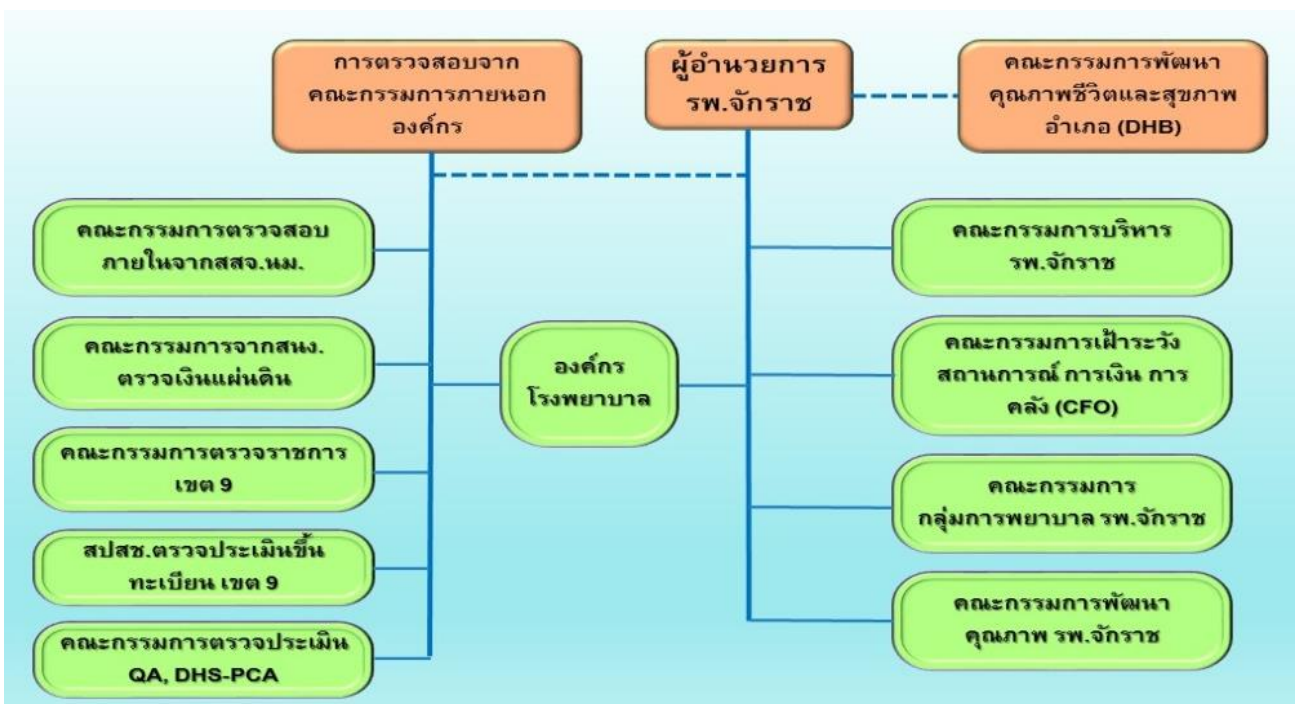 การตรวจสอบจาก
คณะกรรมการภายนอก
องค์กร
ผู้อำนวยการ
รพ.จักราช
คณะกรรมการพัฒนา
คุณภาพชีวิตและสุขภาพ
อำเภอ (DHB)
คณะกรรมการตรวจสอบ
ภายในจากสสจ.นม.
คณะกรรมการจากสนง.
ตรวจเงินแผ่นดิน
คณะกรรมการตรวจราชการ
เขต 9
สปสช.ตรวจประเมินขึ้น
ทะเบียน เขต 9
คณะกรรมการตรวจประเมิน
QA, DHS-PCA
องค์กร
โรงพยาบาล
คณะกรรมการบริหาร
รพ.จักราช
คณะกรรมการเฝ้าระวัง
สถานการณ์ การเงิน การ
คลัง (CFO)
คณะกรรมการ
กลุ่มการพยาบาล รพ.จักราช
คณะกรรมการพัฒนา
คุณภาพ รพ.จักราช